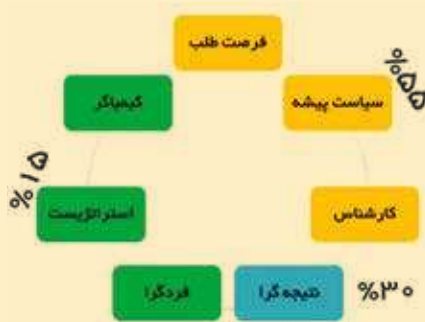 فرصت طلب
سیاست پیشه
%۵۵
کارشناس
نتیجه گرا
%۳۰
فردگرا
استراتژیست
%۱۵
کیمیاگر